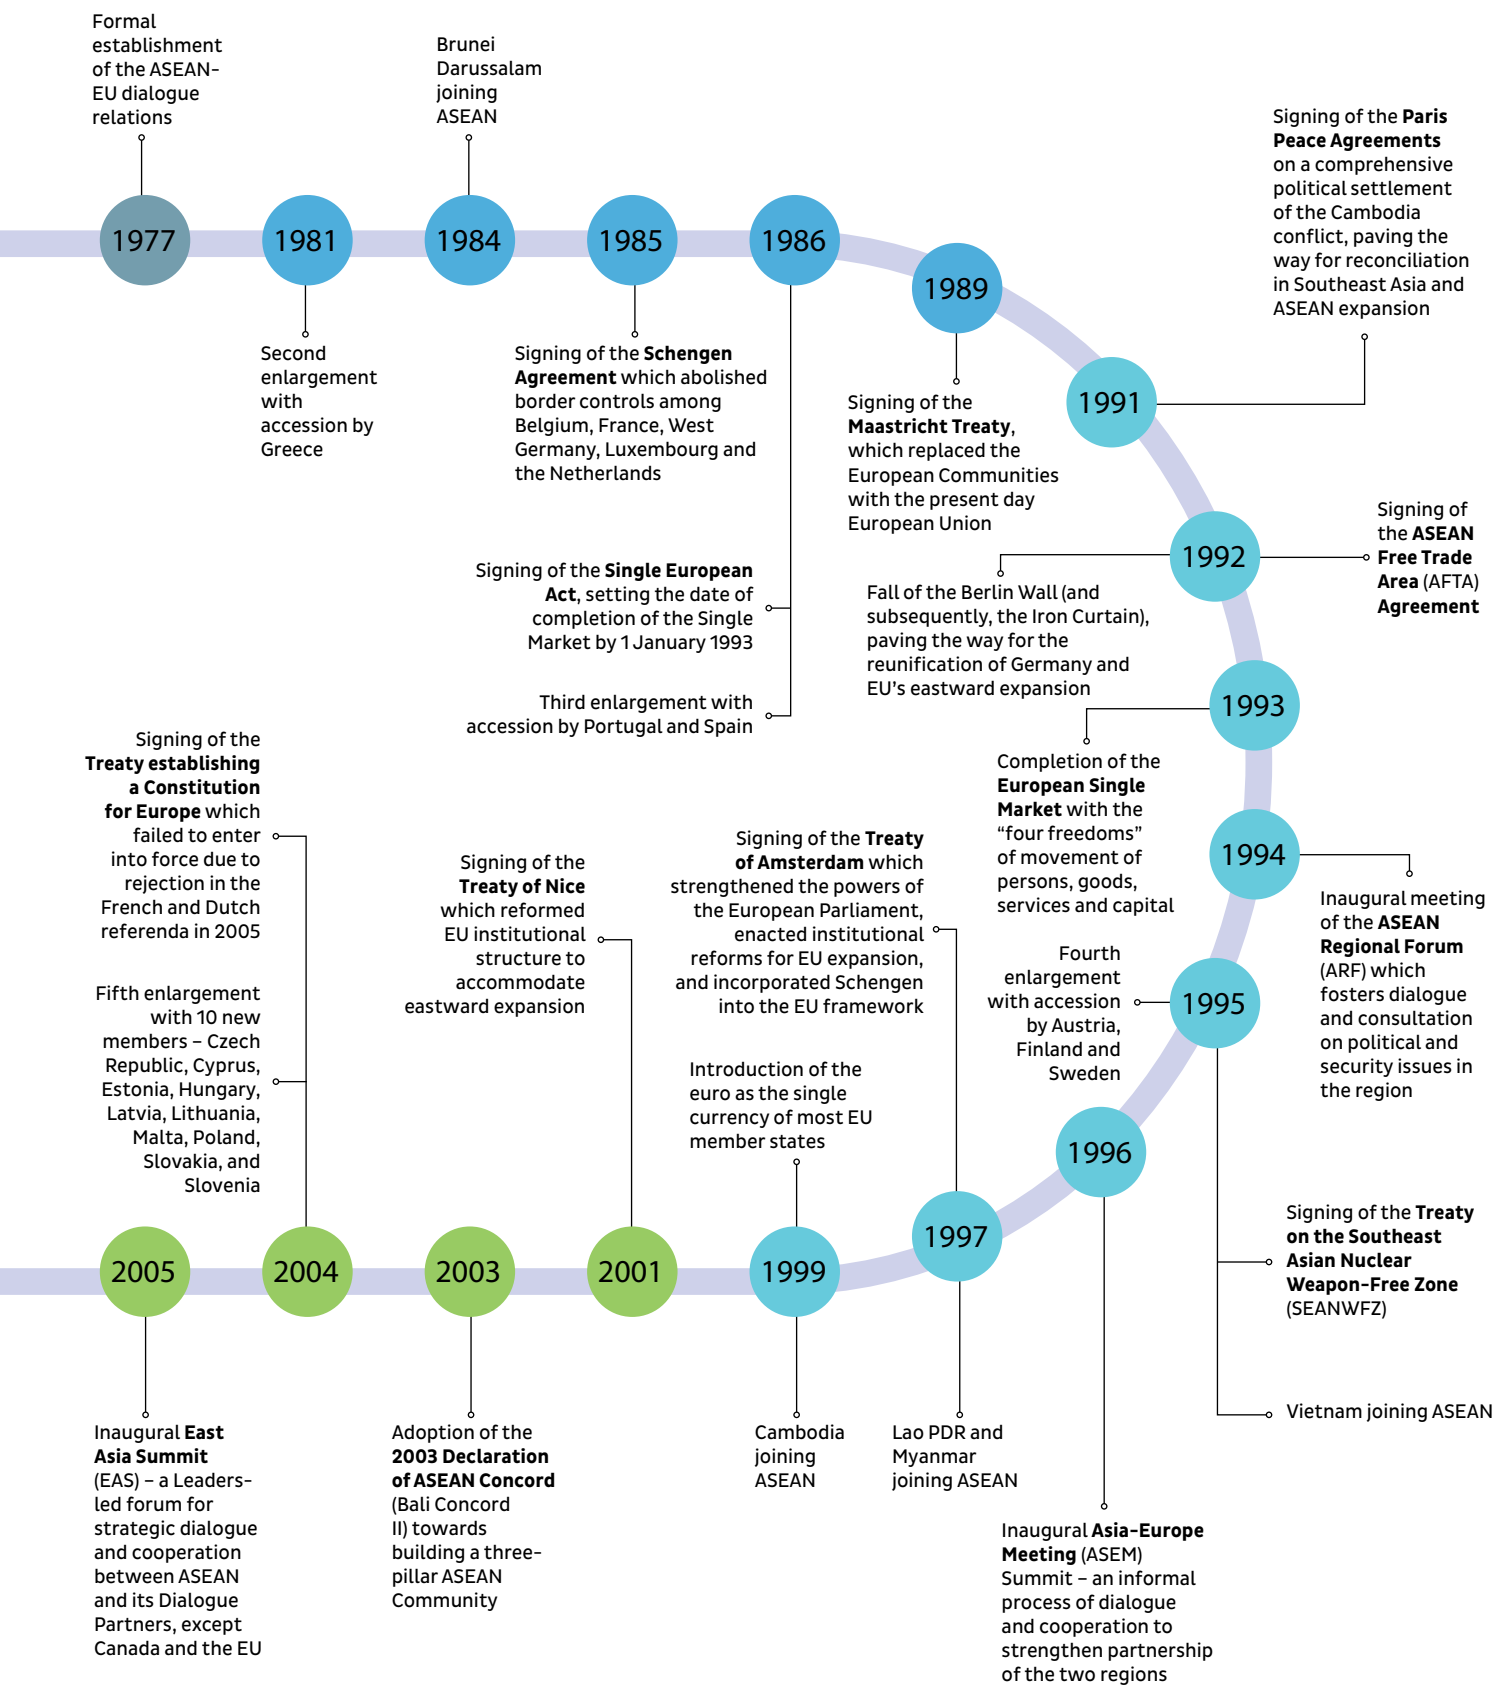 Formal
establishment
of the ASEAN-
EU dialogue
relations
1977
1981
Second
enlargement
with
accession by
Greece
Brunei
Darussalam
joining
ASEAN
1984
1985
Signing of the Schengen
Agreement which abolished
border controls among
Belgium, France, West
Germany, Luxembourg and
the Netherlands
1986
Signing of the Single European
Act, setting the date of
completion of the Single
Market by 1 January 1993
Third enlargement with
accession by Portugal and Spain
1989
Signing of the
Maastricht Treaty,
which replaced the
European Communities
with the present day
European Union
Signing of the Paris
Peace Agreements
on a comprehensive
political settlement
of the Cambodia
conflict, paving the
way for reconciliation
in Southeast Asia and
ASEAN expansion
1991
1992
Signing of
the ASEAN
Free Trade
Area (AFTA)
Agreement
Fall of the Berlin Wall (and
subsequently, the Iron Curtain),
paving the way for the
reunification of Germany and
EU's eastward expansion
1993
Completion of the
European Single
Market with the
“four freedoms”
of movement of
persons, goods,
services and capital
1994
Inaugural meeting
of the ASEAN
Regional Forum
(ARF) which
fosters dialogue
and consultation
on political and
security issues in
the region
1995
Fourth
enlargement
with accession
by Austria,
Finland and
Sweden
Signing of the Treaty
on the Southeast
Asian Nuclear
Weapon-Free Zone
(SEANWFZ)
Vietnam joining ASEAN
1996
Inaugural Asia-Europe
Meeting (ASEM)
Summit – an informal
process of dialogue
and cooperation to
strengthen partnership
of the two regions
Signing of the Treaty
of Amsterdam which
strengthened the powers of
the European Parliament,
enacted institutional
reforms for EU expansion,
and incorporated Schengen
into the EU framework
1997
Lao PDR and
Myanmar
joining ASEAN
Introduction of the
euro as the single
currency of most EU
member states
1999
Cambodia
joining
ASEAN
Signing of the
Treaty of Nice
which reformed
EU institutional
structure to
accommodate
eastward expansion
2001
2003
Adoption of the
2003 Declaration
of ASEAN Concord
(Bali Concord
II) towards
building a three-
pillar ASEAN
Community
Signing of the
Treaty establishing
a Constitution
for Europe which
failed to enter
into force due to
rejection in the
French and Dutch
referenda in 2005
Fifth enlargement
with 10 new
members – Czech
Republic, Cyprus,
Estonia, Hungary,
Latvia, Lithuania,
Malta, Poland,
Slovakia, and
Slovenia
2004
2005
Inaugural East
Asia Summit
(EAS) – a Leaders-
led forum for
strategic dialogue
and cooperation
between ASEAN
and its Dialogue
Partners, except
Canada and the EU